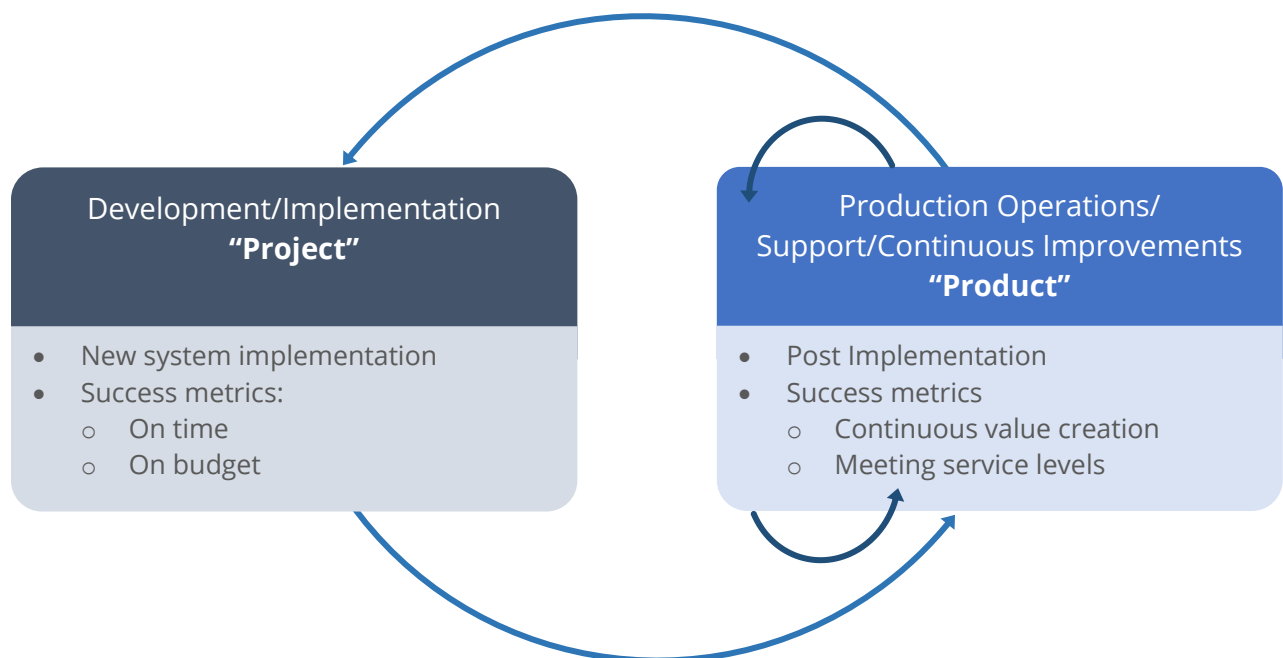 Development/Implementation
“Project”
• New system implementation
• Success metrics:
o On time
o On budget
Production Operations/
Support/Continuous Improvements
“Product”
• Post Implementation
• Success metrics
o Continuous value creation
o Meeting service levels